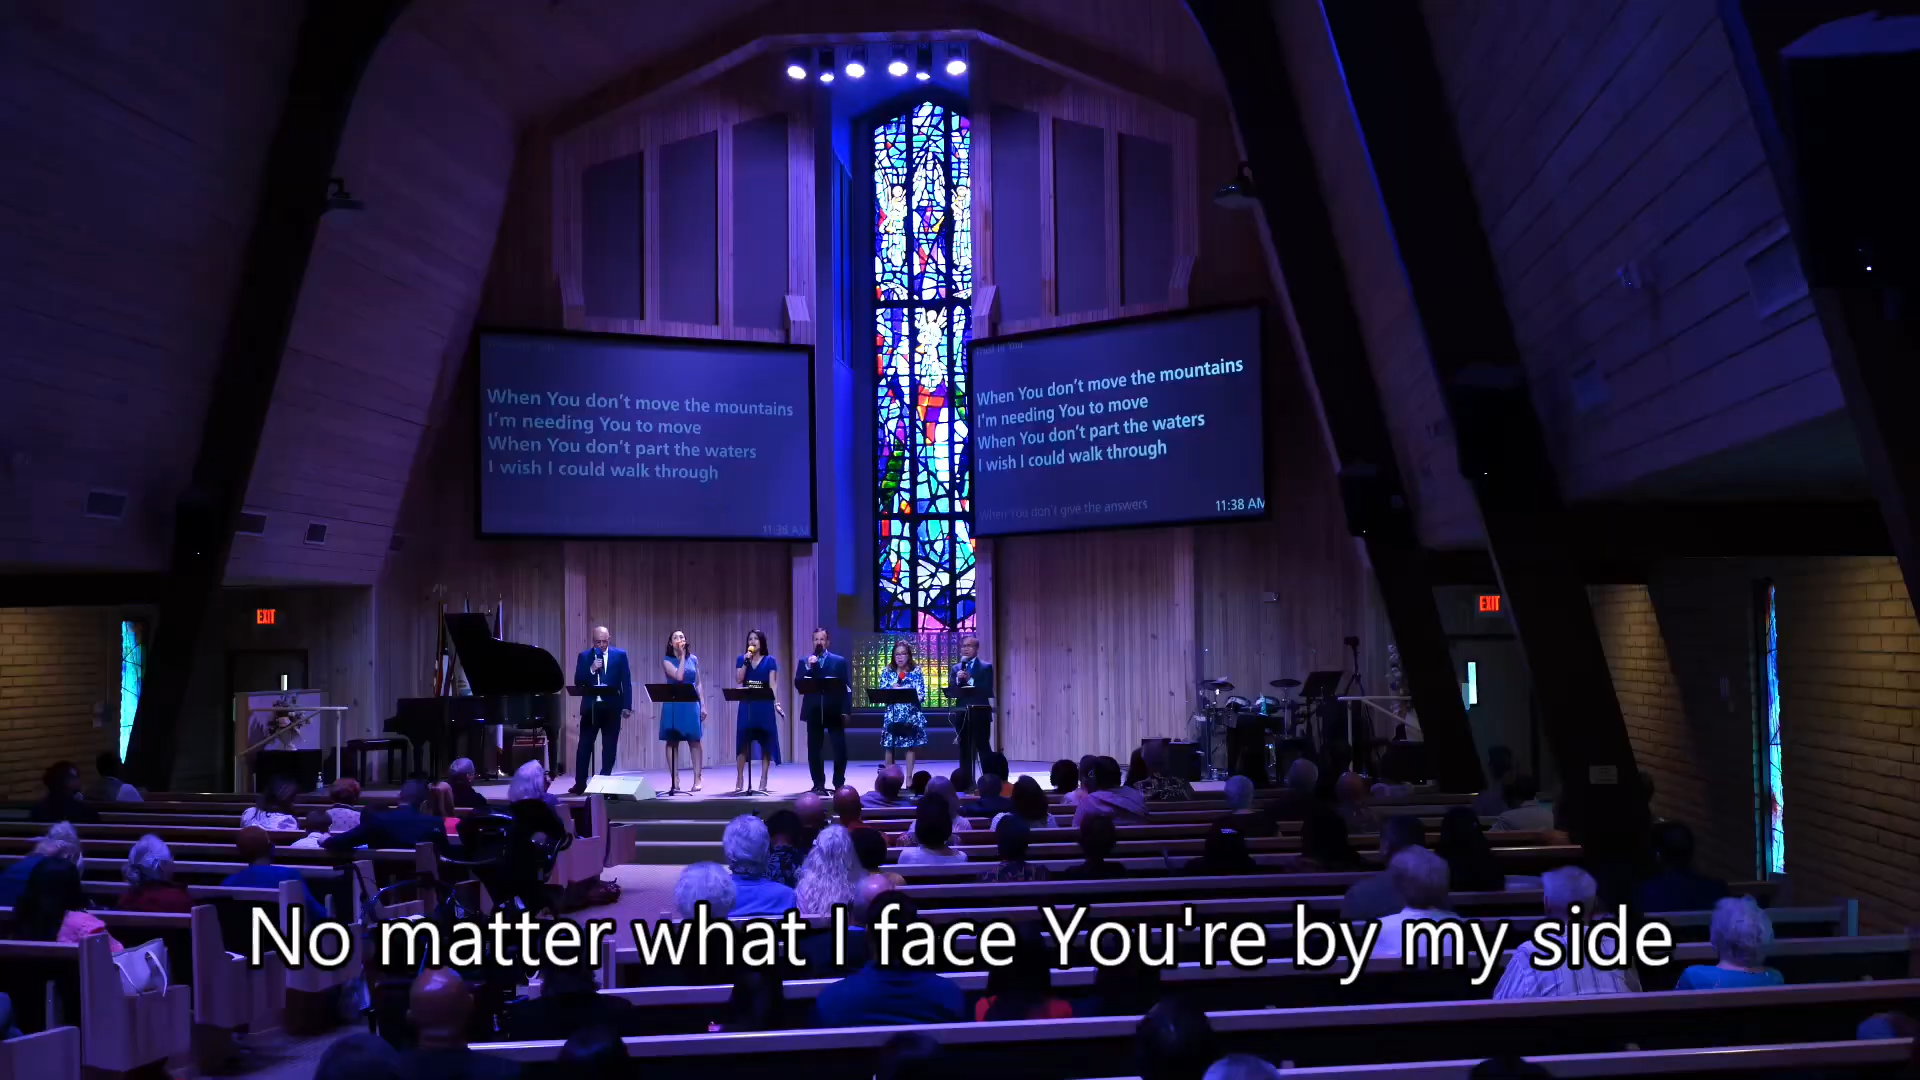 When You don't move the mountains
I'm needing You to move
When You don't part the waters
I wish I could walk through
11:38 AM
Trust In You
When You don't move the mountains
I'm needing You to move
When You don't part the waters
I wish I could walk through
When You don't give the answers
11:38 AM
EXIT
EXIT
No matter what I face You're by my side